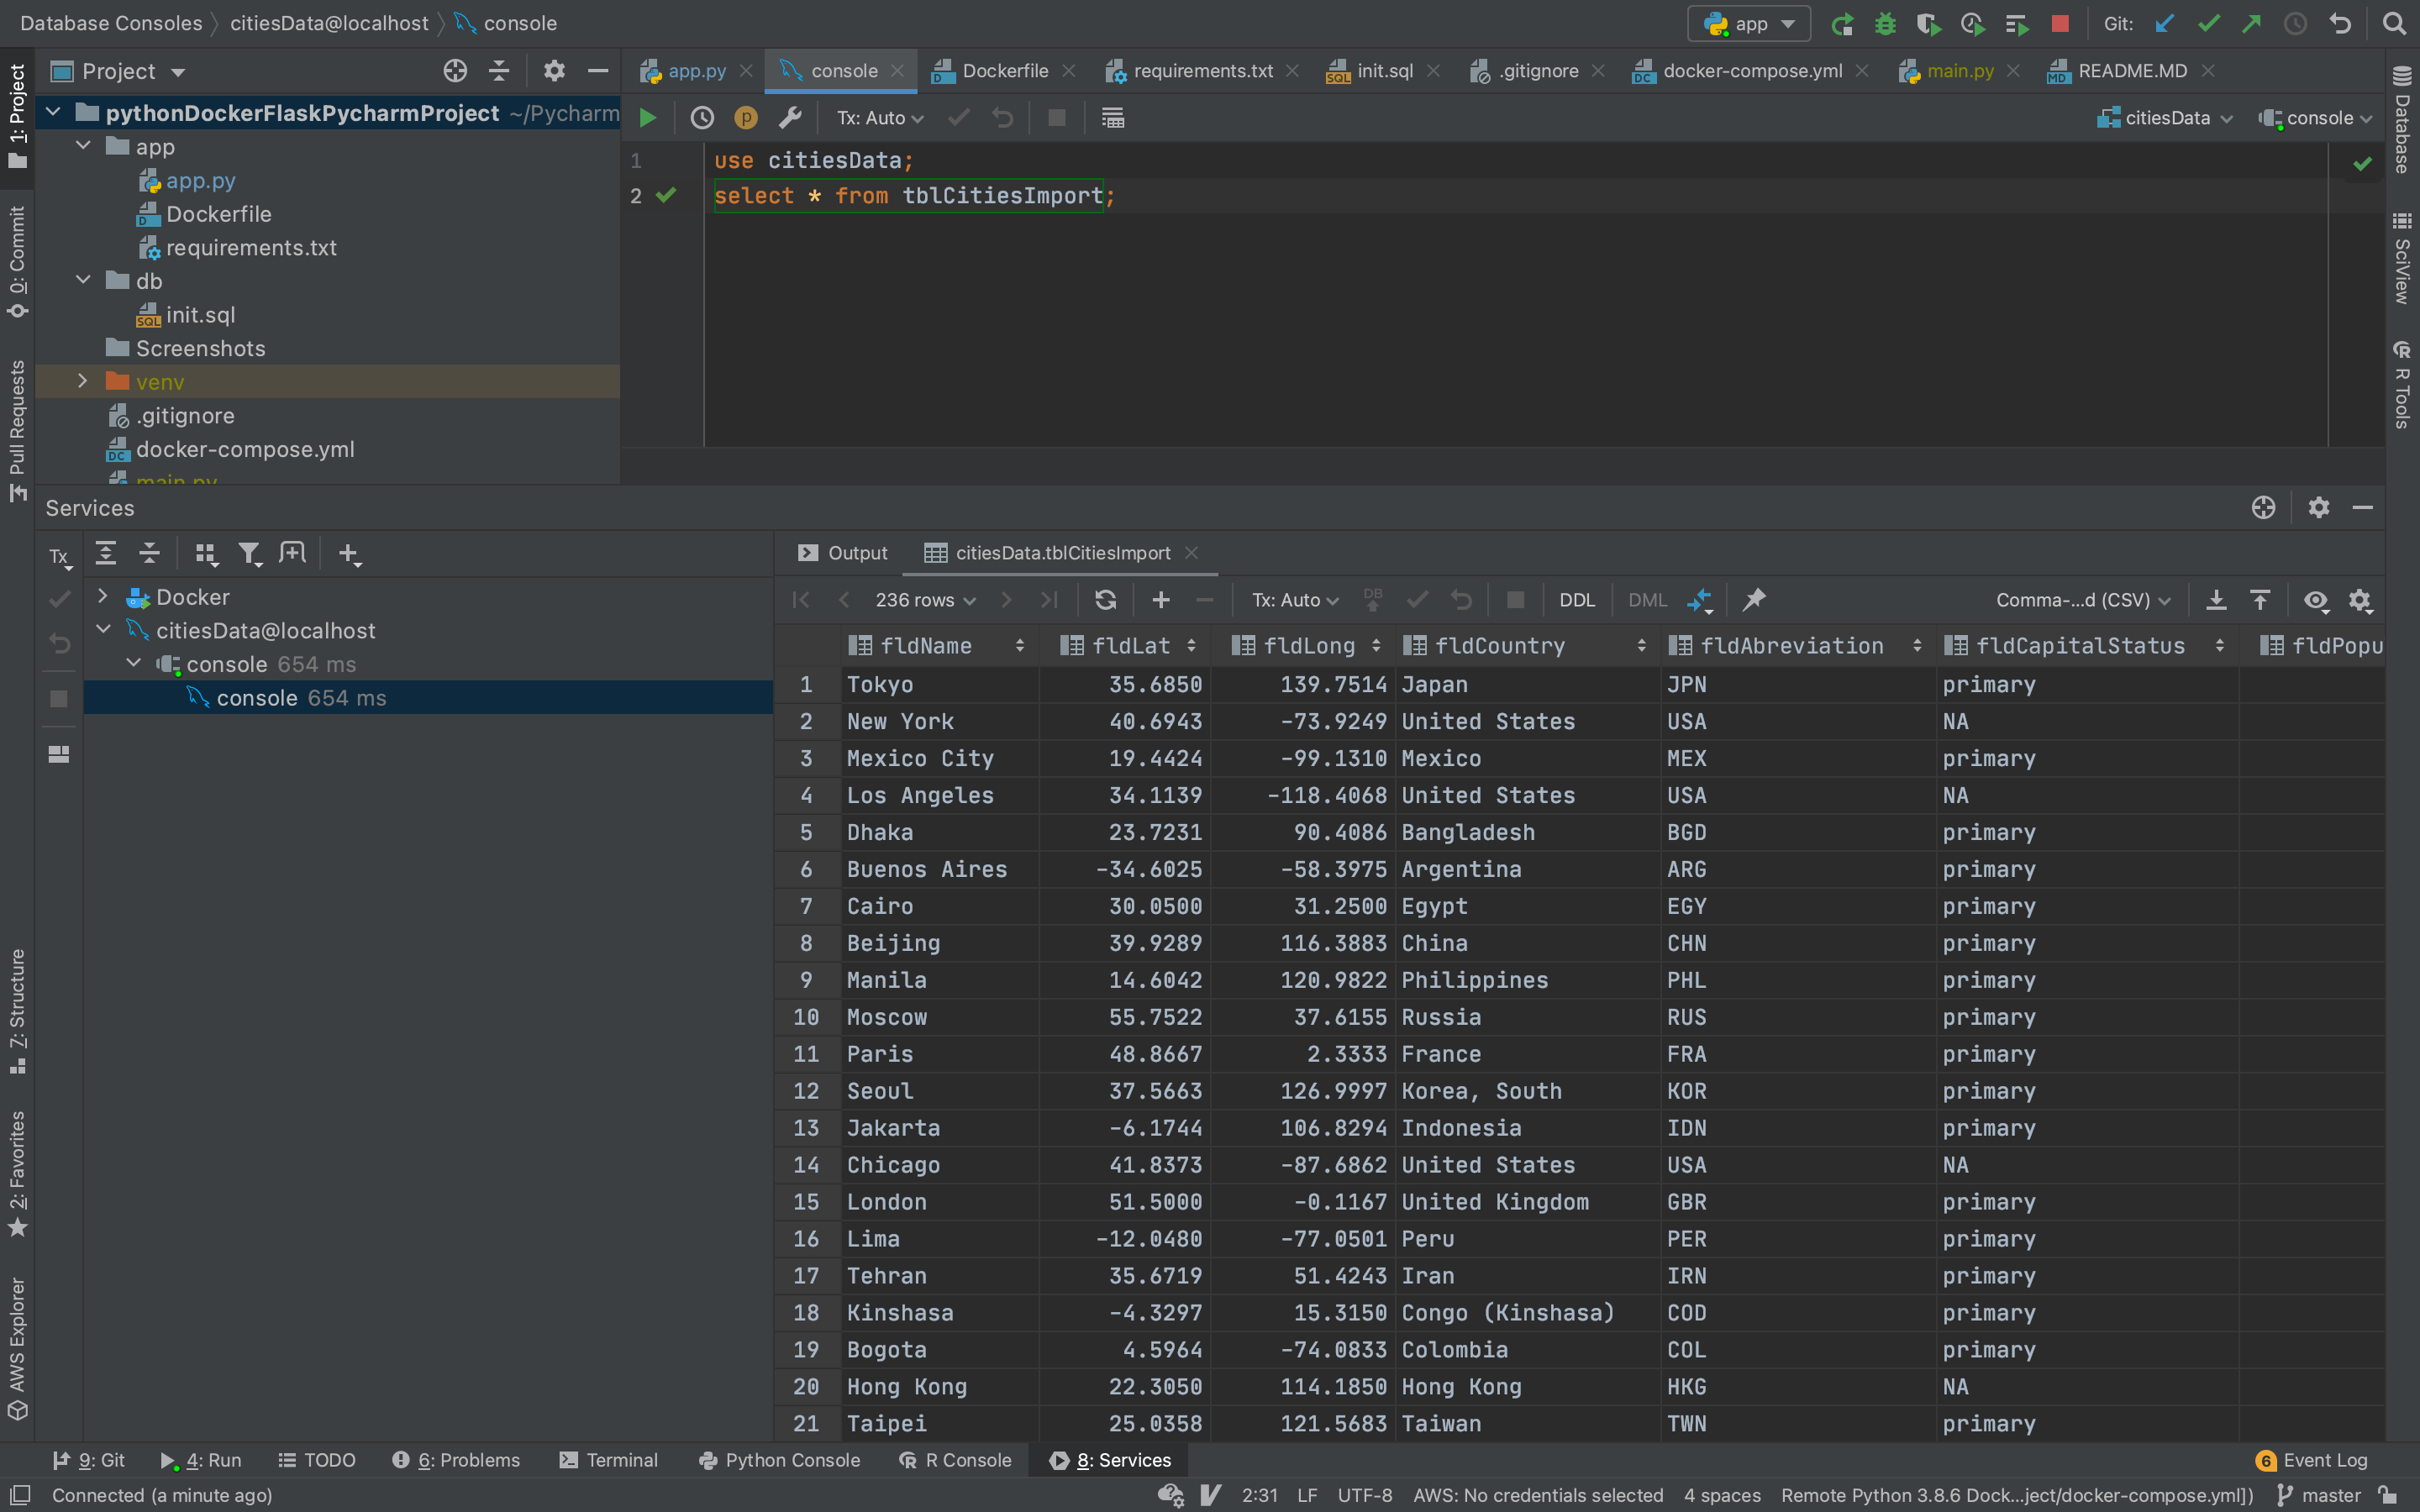 Database Consoles citiesData@localhost console
app Git:
Project
app.py console Dockerfile requirements.txt init.sql .gitignore docker-compose.yml main.py README.MD
Tx: Auto citiesData console
pythonDockerFlaskPycharmProject ~/Pycharm
app
app.py
Dockerfile
requirements.txt
db
init.sql
Screenshots
venv
.gitignore
docker-compose.yml
main.py
1 use citiesData;
2 select * from tblCitiesImport;
1: Project
0: Commit
Pull Requests
7: Structure
2: Favorites
AWS Explorer
Database
SciView
R Tools
Services
Tx
Docker
citiesData@localhost
console 654 ms
console 654 ms
Output citiesData.tblCitiesImport
236 rows Tx: Auto DB DDL DML Comma-...d (CSV)
fldName fldLat fldLong fldCountry fldAbreviation fldCapitalStatus fldPopu
1 Tokyo 35.6850 139.7514 Japan JPN primary
2 New York 40.6943 -73.9249 United States USA NA
3 Mexico City 19.4424 -99.1310 Mexico MEX primary
4 Los Angeles 34.1139 -118.4068 United States USA NA
5 Dhaka 23.7231 90.4086 Bangladesh BGD primary
6 Buenos Aires -34.6025 -58.3975 Argentina ARG primary
7 Cairo 30.0500 31.2500 Egypt EGY primary
8 Beijing 39.9289 116.3883 China CHN primary
9 Manila 14.6042 120.9822 Philippines PHL primary
10 Moscow 55.7522 37.6155 Russia RUS primary
11 Paris 48.8667 2.3333 France FRA primary
12 Seoul 37.5663 126.9997 Korea, South KOR primary
13 Jakarta -6.1744 106.8294 Indonesia IDN primary
14 Chicago 41.8373 -87.6862 United States USA NA
15 London 51.5000 -0.1167 United Kingdom GBR primary
16 Lima -12.0480 -77.0501 Peru PER primary
17 Tehran 35.6719 51.4243 Iran IRN primary
18 Kinshasa -4.3297 15.3150 Congo (Kinshasa) COD primary
19 Bogota 4.5964 -74.0833 Colombia COL primary
20 Hong Kong 22.3050 114.1850 Hong Kong HKG NA
21 Taipei 25.0358 121.5683 Taiwan TWN primary
9: Git 4: Run TODO 6: Problems Terminal Python Console R Console 8: Services 6 Event Log
Connected (a minute ago) 2:31 LF UTF-8 AWS: No credentials selected 4 spaces Remote Python 3.8.6 Dock...ject/docker-compose.yml]) master